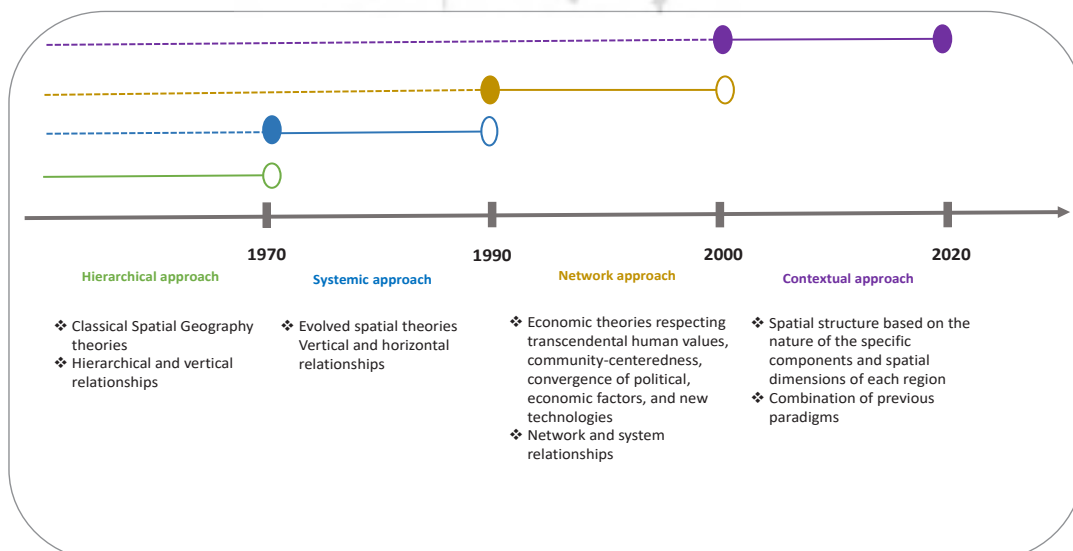 1970
1990
2000
2020
Hierarchical approach
Systemic approach
Network approach
Contextual approach
❖ Classical Spatial Geography
theories
❖ Hierarchical and vertical
relationships
❖ Evolved spatial theories
Vertical and horizontal
relationships
❖ Economic theories respecting
transcendental human values,
community-centeredness,
convergence of political,
economic factors, and new
technologies
❖ Network and system
relationships
❖ Spatial structure based on the
nature of the specific
components and spatial
dimensions of each region
❖ Combination of previous
paradigms